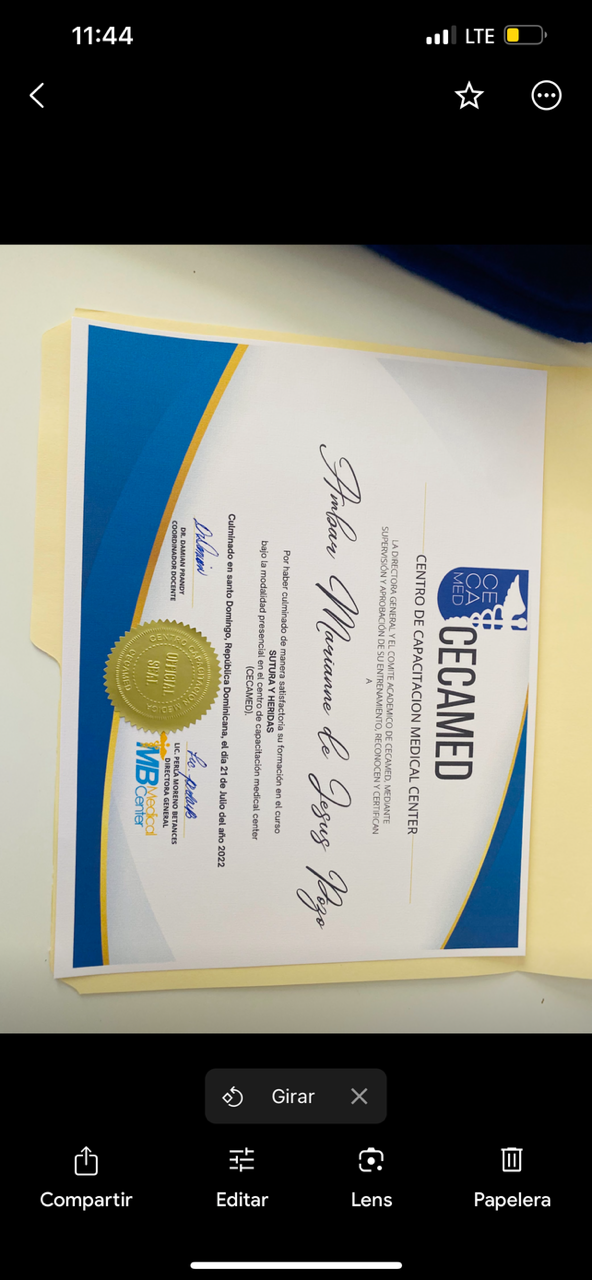 11:44
LTE
CE
CA
MED
CECAMED
CENTRO DE CAPACITACION MEDICAL CENTER
LA DIRECTORA GENERAL Y EL COMITE ACADEMICO DE CECAMED, MEDIANTE
SUPERVISIÓN Y APROBACIÓN DE SU ENTRENAMIENTO, RECONOCEN Y CERTIFICAN
A
Ambar Marianne de Jesus Pozo
Por haber culminado de manera satisfactoria su formación en el curso
SUTURA Y HERIDAS
bajo la modalidad presencial en el centro de capacitación medical center
(CECAMED).
Culminado en santo Domingo, República Dominicana, el día 21 de Julio del año 2022
DR. DAMIAN PRANDY
COORDINADOR DOCENTE
OFFICIAL
SEAL
LIC. PERLA MORENO BETANCES
DIRECTORA GENERAL
MB Medical
Center
Girar
Compartir
Editar
Lens
Papelera